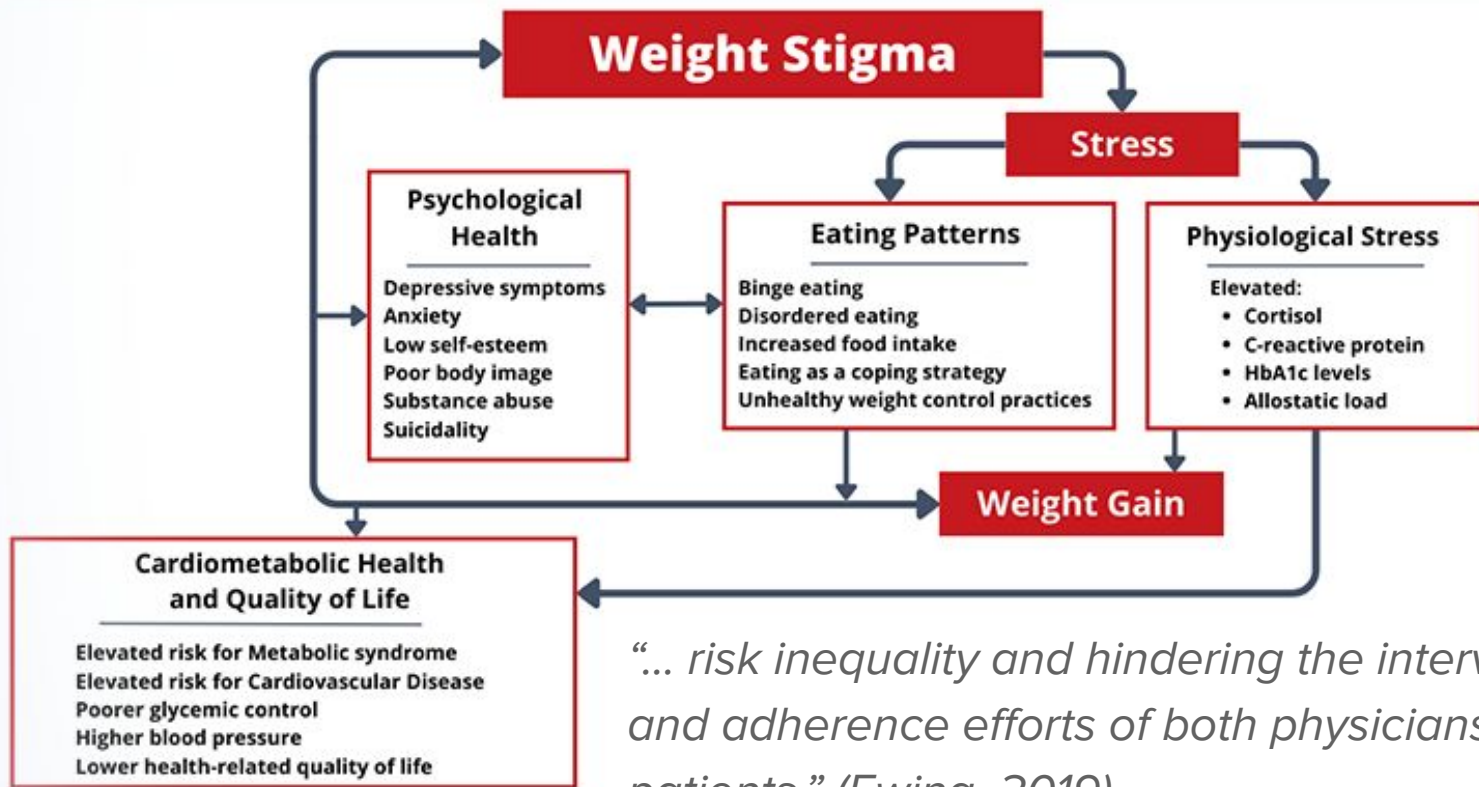 Weight Stigma
Stress
Psychological
Health
Depressive symptoms
Anxiety
Low self-esteem
Poor body image
Substance abuse
Suicidality
Eating Patterns
Binge eating
Disordered eating
Increased food intake
Eating as a coping strategy
Unhealthy weight control practices
Physiological Stress
Elevated:
• Cortisol
• C-reactive protein
• HbA1c levels
• Allostatic load
Weight Gain
Cardiometabolic Health
and Quality of Life
Elevated risk for Metabolic syndrome
Elevated risk for Cardiovascular Disease
Poorer glycemic control
Higher blood pressure
Lower health-related quality of life
“... risk inequality and hindering the
and adherence efforts of both physicians
patients.” (Ewing, 2019)